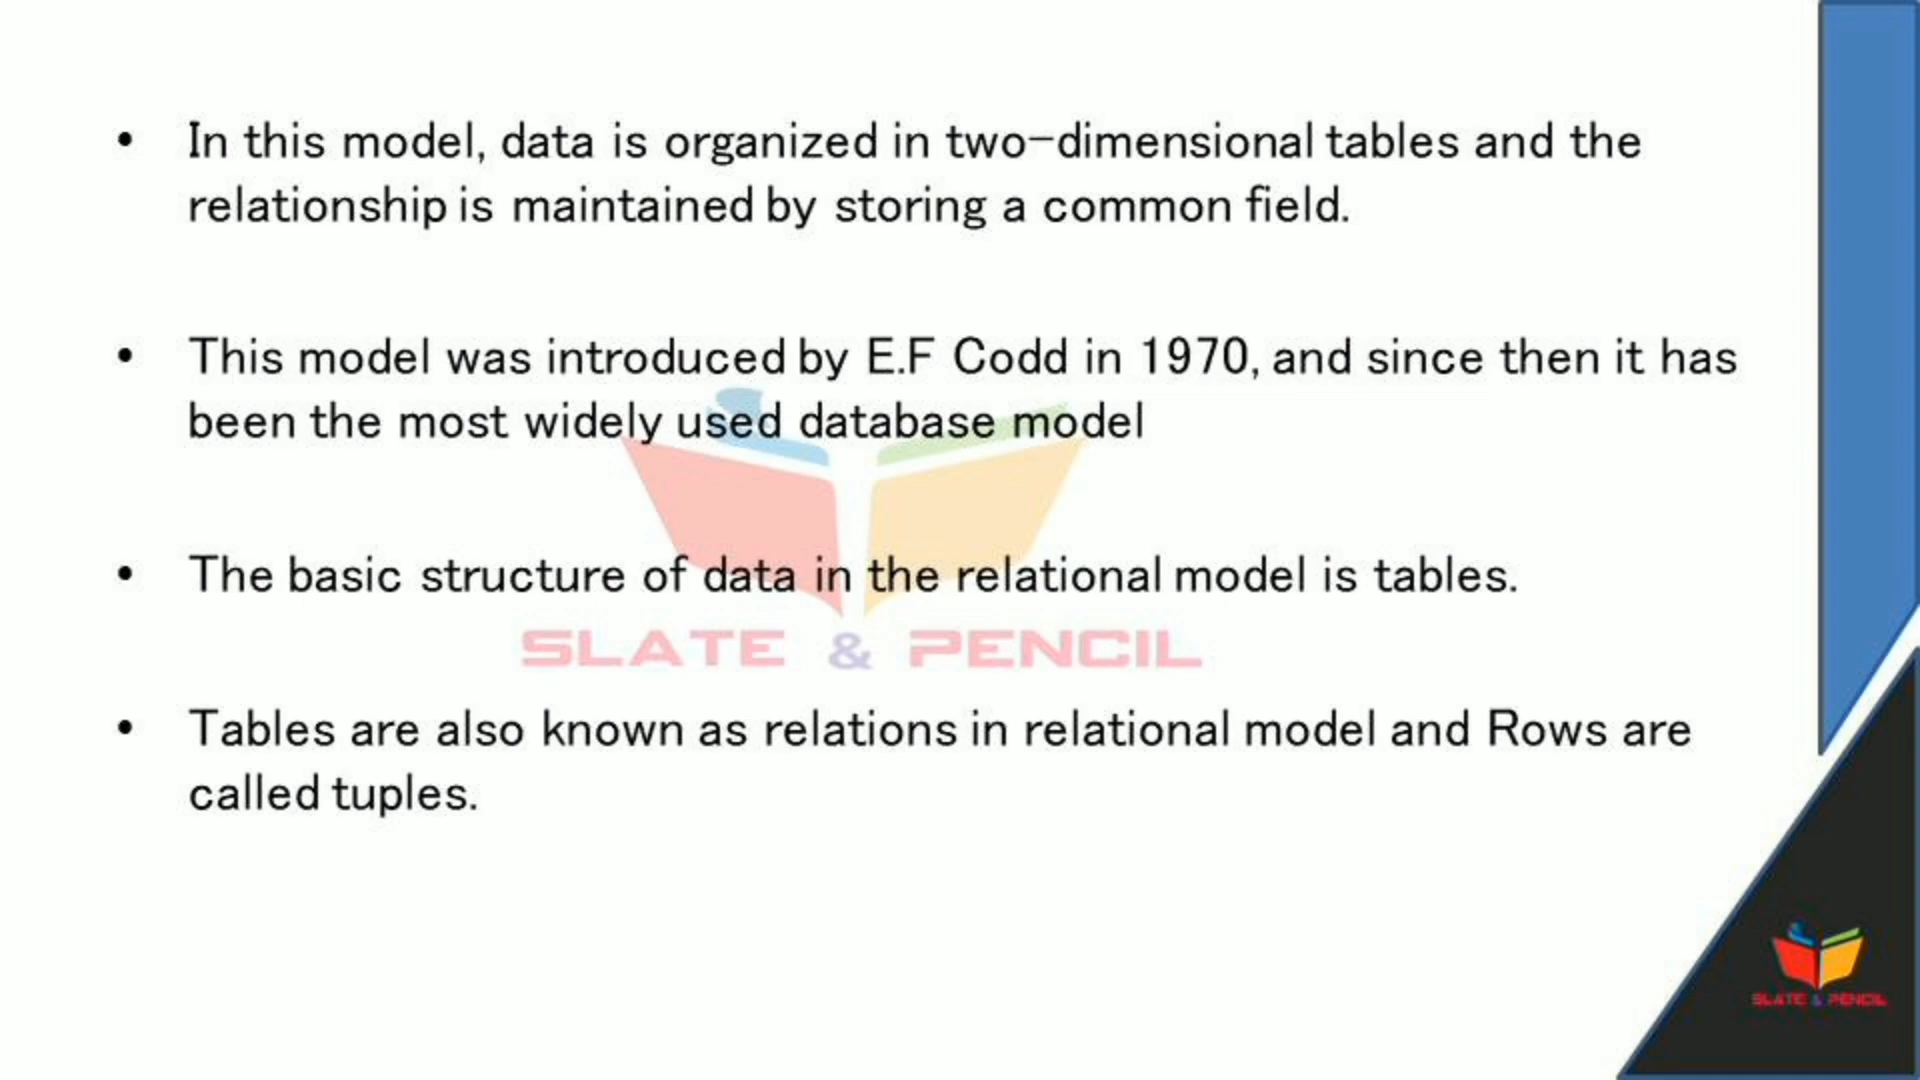 • In this model, data is organized in two-dimensional tables and the
relationship is maintained by storing a common field.
• This model was introduced by E.F Codd in 1970, and since then it has
been the most widely used database model
• The basic structure of data in the relational model is tables.
SLATE & PENCIL
• Tables are also known as relations in relational model and Rows are
called tuples.
SLATE & PENCIL